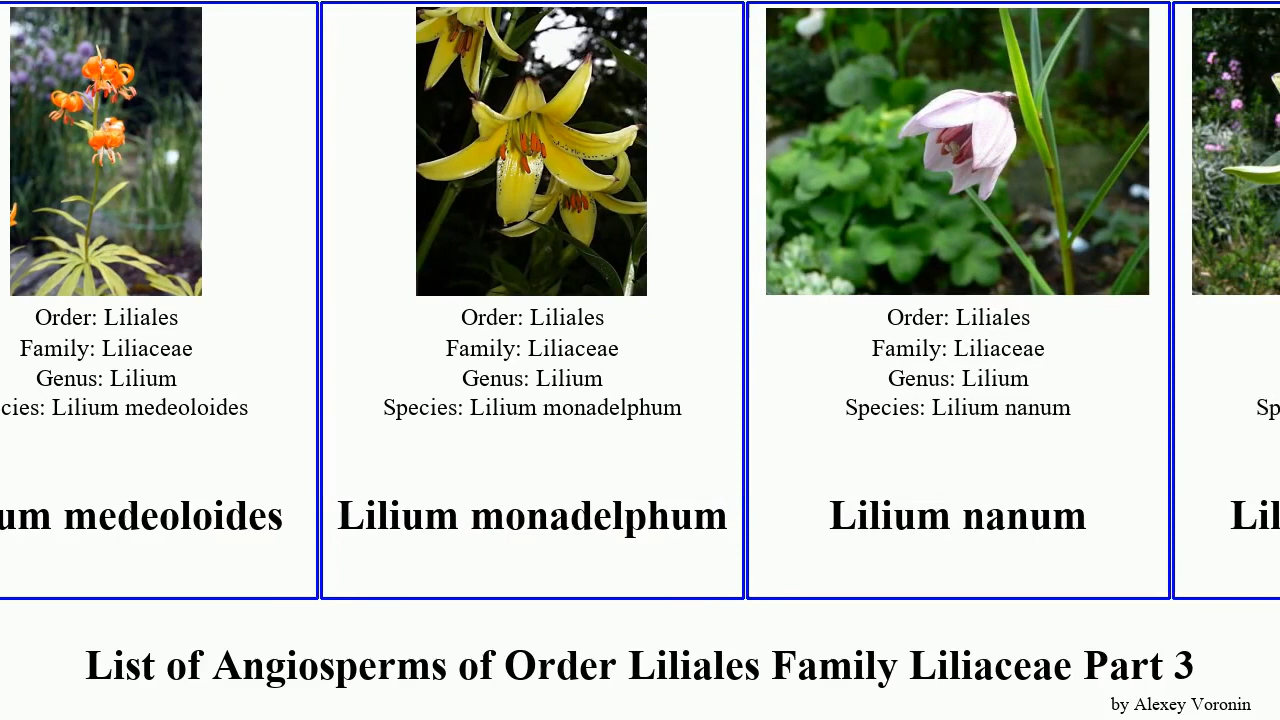 Order: Liliales
Family: Liliaceae
Genus: Lilium
cies: Lilium medeoloides
um medeoloides
Order: Liliales
Family: Liliaceae
Genus: Lilium
Species: Lilium monadelphum
Lilium monadelphum
Order: Liliales
Family: Liliaceae
Genus: Lilium
Species: Lilium nanum
Lilium nanum
Sp
Lil
List of Angiosperms of Order Liliales Family Liliaceae Part 3
by Alexey Voronin